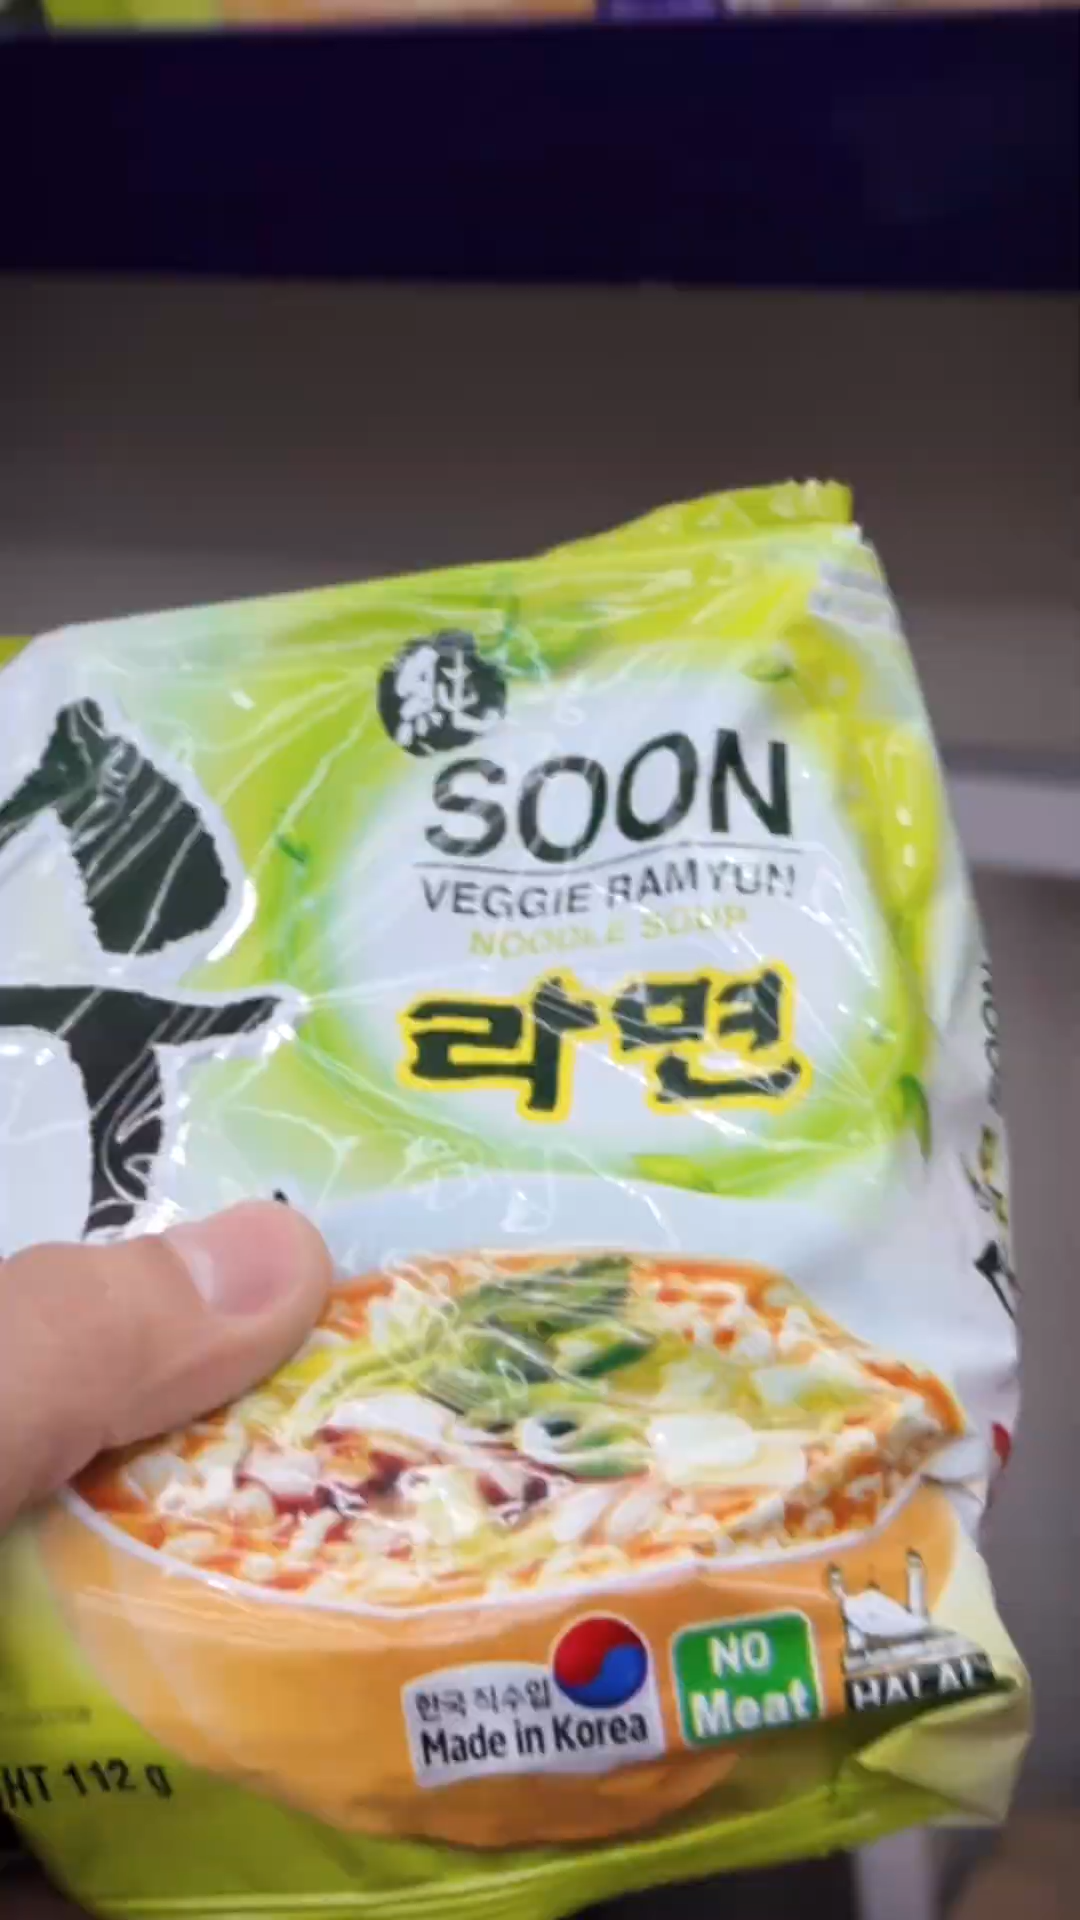 純
SOON
VEGGIE RAMYUN
NOODLE SOUP
라면
한국 직수입
Made in Korea
NO
Meat
HALAL
HT 112 g